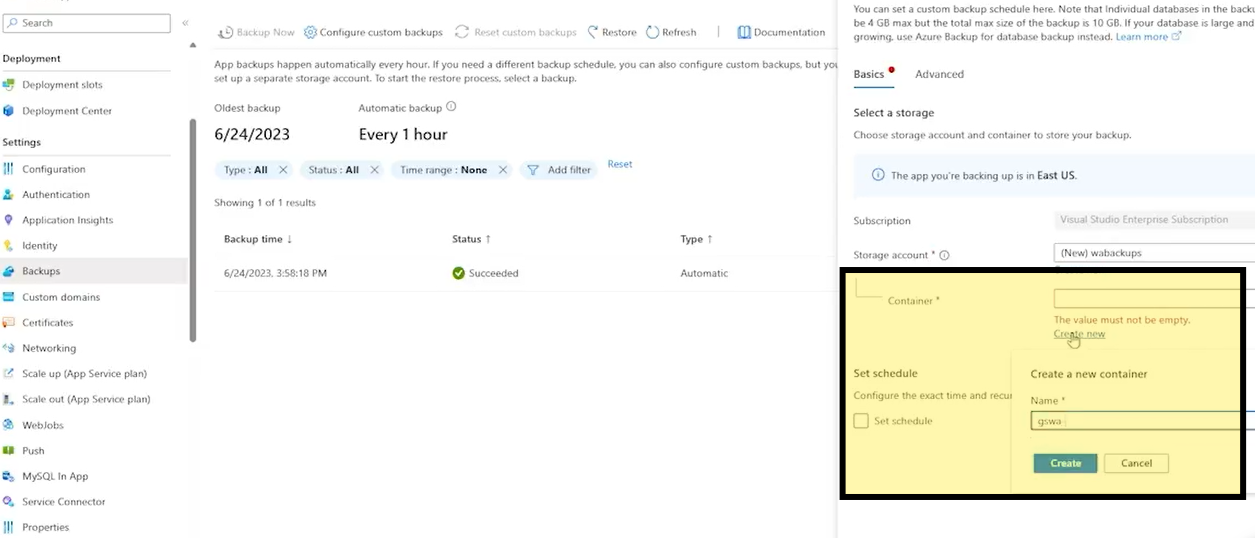 Search
«
Deployment
Deployment slots
Deployment Center
Settings
Configuration
Authentication
Application Insights
Identity
Backups
Custom domains
Certificates
Networking
Scale up (App Service plan)
Scale out (App Service plan)
WebJobs
Push
MySQL In App
Service Connector
Properties
Backup Now Configure custom backups Reset custom backups Restore Refresh | Documentation
App backups happen automatically every hour. If you need a different backup schedule, you can also configure custom backups, but you
set up a separate storage account. To start the restore process, select a backup.
Oldest backup Automatic backup
6/24/2023 Every 1 hour
Type : All Status : All Time range : None Add filter Reset
Showing 1 of 1 results
Backup time ↓ Status ↑ Type ↑
6/24/2023, 3:58:18 PM Succeeded Automatic
You can set a custom backup schedule here. Note that Individual databases in the back
be 4 GB max but the total max size of the backup is 10 GB. If your database is large and
growing, use Azure Backup for database backup instead. Learn more
Basics Advanced
Select a storage
Choose storage account and container to store your backup.
The app you're backing up is in East US.
Subscription Visual Studio Enterprise Subscription
Storage account * (New) wabackups
Container *
The value must not be empty.
Create new
Set schedule
Configure the exact time and recur
Set schedule
Create a new container
Name *
gswa
Create Cancel